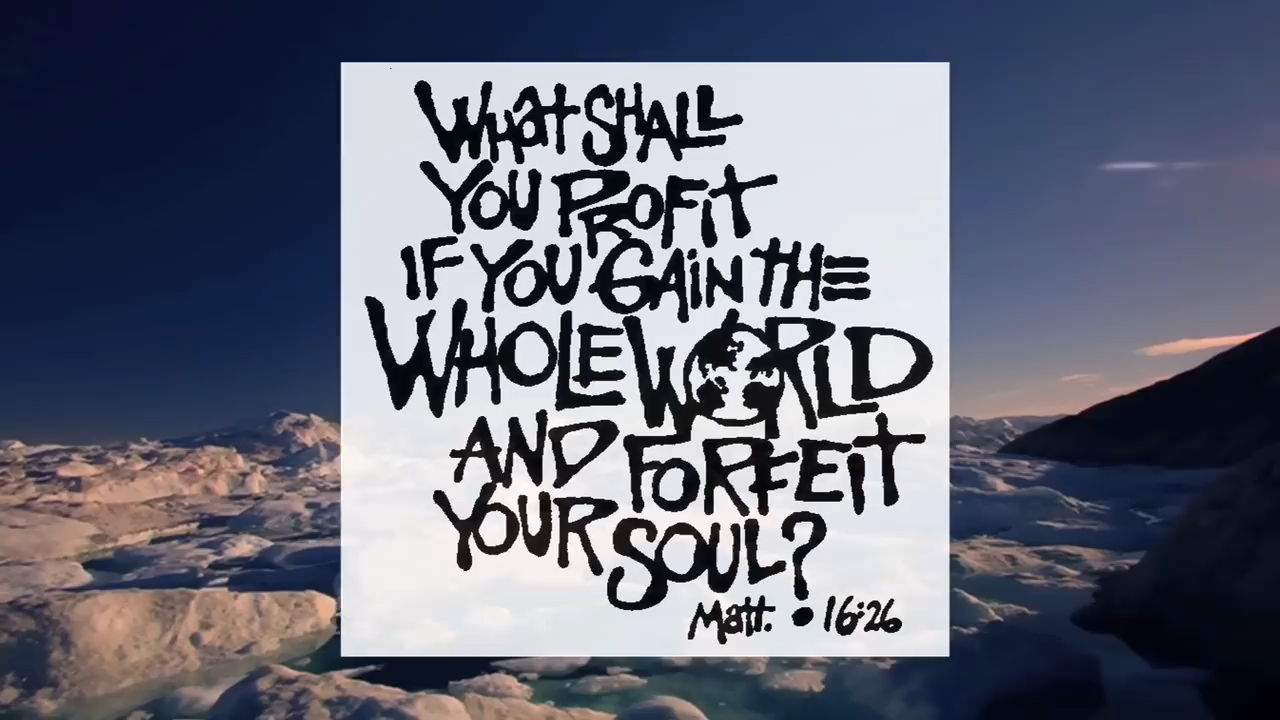 WHat SHALL
YOU PROFiT
IF YOU GAiN THE
WHOLE WORLD
AND FORFEiT
YOUR SOUL?
Matt. 16:26